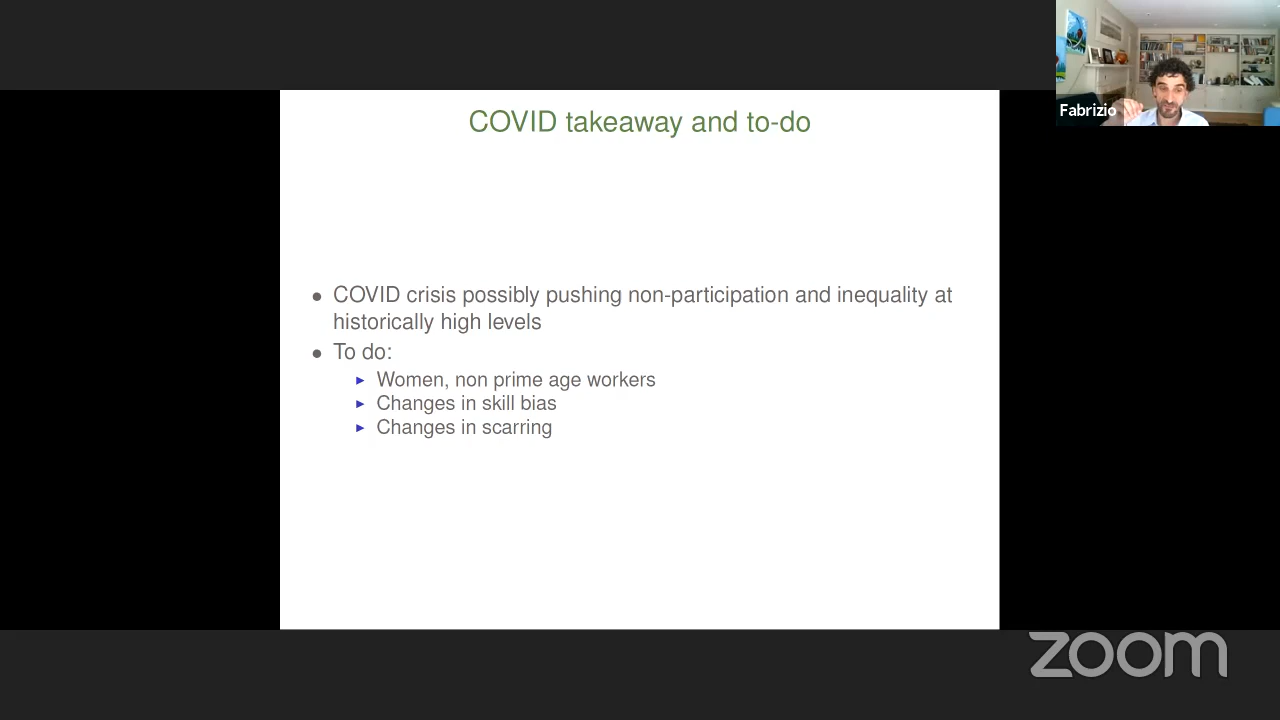 Fabrizio
COVID takeaway and to-do
• COVID crisis possibly pushing non-participation and inequality at
historically high levels
• To do:
▶ Women, non prime age workers
▶ Changes in skill bias
▶ Changes in scarring
zoom